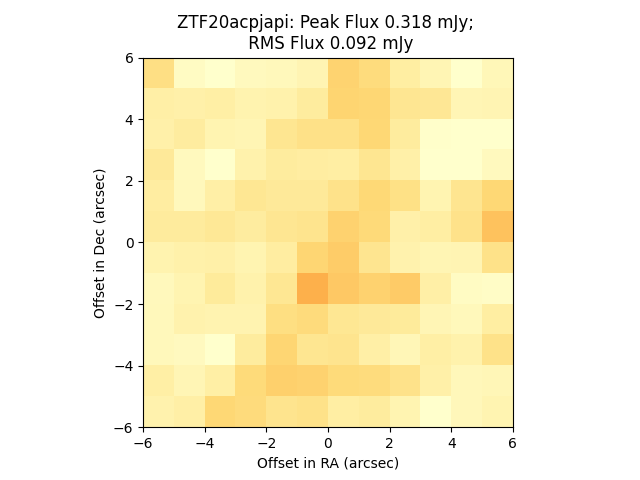 ZTF20acpjapi: Peak Flux 0.318 mJy;
RMS Flux 0.092 mJy
6
4
2
0
−2
−4
−6
Offset in Dec (arcsec)
−6 −4 −2 0 2 4 6
Offset in RA (arcsec)